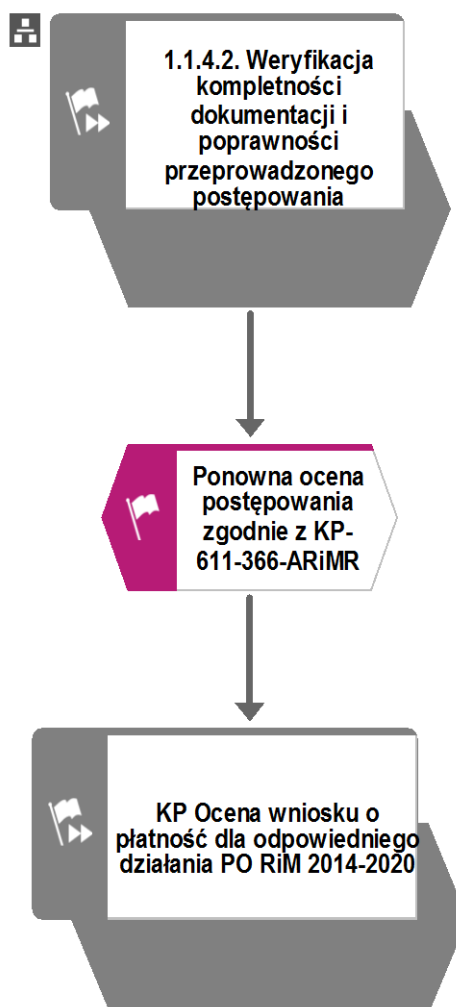 1.1.4.2. Weryfikacja
kompletności
dokumentacji i
poprawności
przeprowadzonego
postępowania
Ponowna ocena
postępowania
zgodnie z KP-
611-366-ARiMR
KP Ocena wniosku o
płatność dla odpowiedniego
działania PO RiM 2014-2020